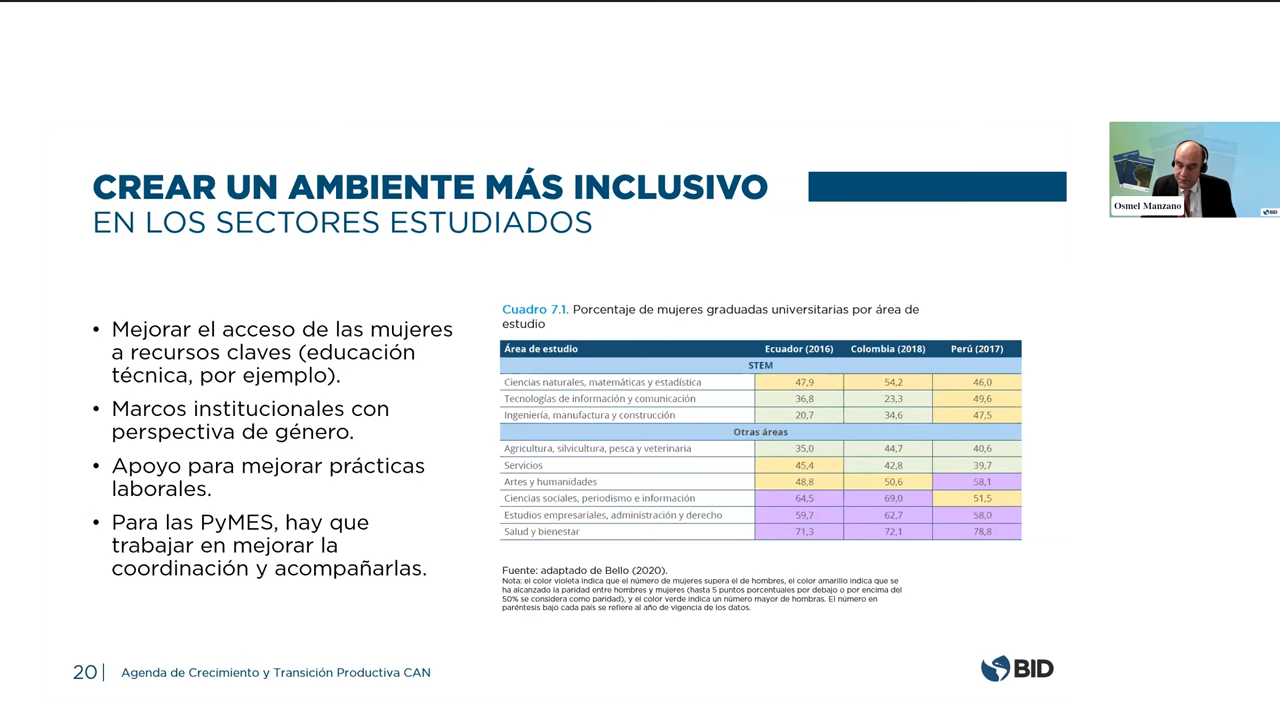 CREAR UN AMBIENTE MÁS INCLUSIVO
EN LOS SECTORES ESTUDIADOS
Osmel Manzano
BID
• Mejorar el acceso de las mujeres
a recursos claves (educación
técnica, por ejemplo).
• Marcos institucionales con
perspectiva de género.
• Apoyo para mejorar prácticas
laborales.
• Para las PyMES, hay que
trabajar en mejorar la
coordinación y acompañarlas.
Cuadro 7.1. Porcentaje de mujeres graduadas universitarias por área de
estudio
Área de estudio Ecuador (2016) Colombia (2018) Perú (2017)
STEM
Ciencias naturales, matemáticas y estadística 47,9 54,2 46,0
Tecnologías de información y comunicación 36,8 23,3 49,6
Ingeniería, manufactura y construcción 20,7 34,6 47,5
Otras áreas
Agricultura, silvicultura, pesca y veterinaria 35,0 44,7 40,6
Servicios 45,4 42,8 39,7
Artes y humanidades 48,8 50,6 58,1
Ciencias sociales, periodismo e información 64,5 69,0 51,5
Estudios empresariales, administración y derecho 59,7 62,7 58,0
Salud y bienestar 71,3 72,1 78,8
Fuente: adaptado de Bello (2020).
Nota: el color violeta indica que el número de mujeres supera el de hombres, el color amarillo indica que se
ha alcanzado la paridad entre hombres y mujeres (hasta 5 puntos porcentuales por debajo o por encima del
50% se considera como paridad), y el color verde indica un número mayor de hombras. El número en
paréntesis bajo cada país se refiere al año de vigencia de los datos.
20 | Agenda de Crecimiento y Transición Productiva CAN
BID